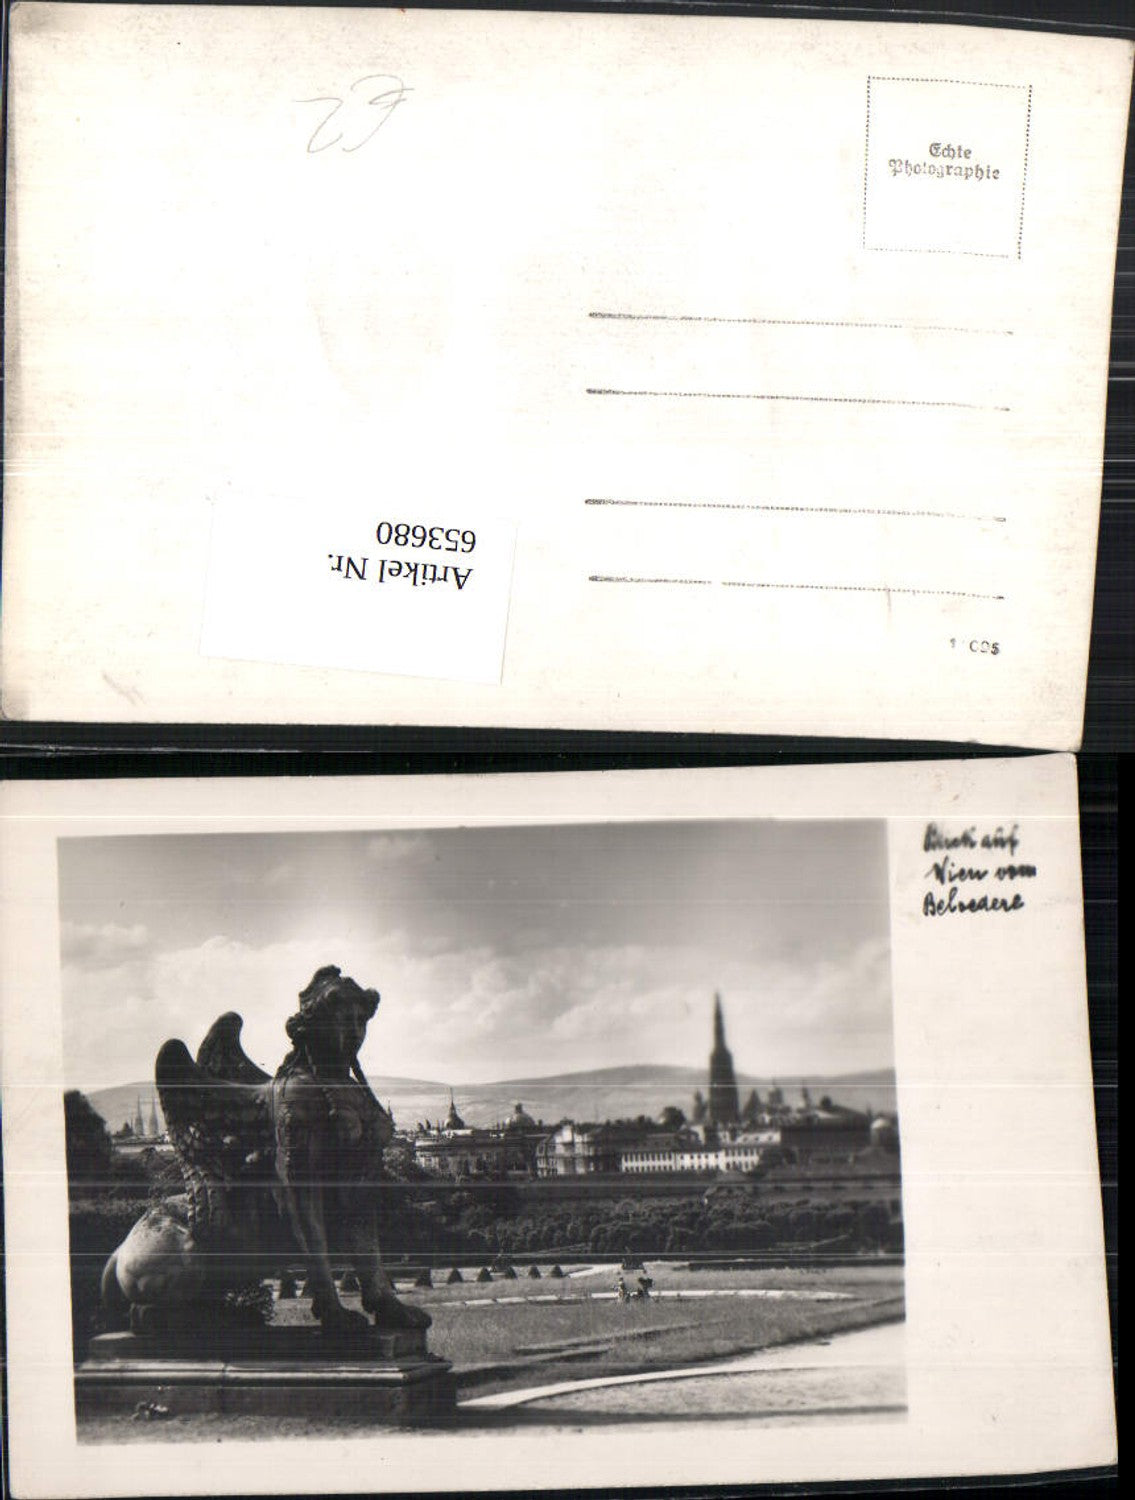 Echte
Photographie
Artikel Nr.
653680
Blick auf
Wien vom
Belvedere